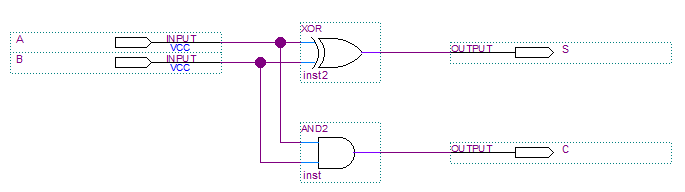 A
INPUT
VCC
B
INPUT
VCC
XOR
inst2
OUTPUT
S
AND2
inst
OUTPUT
C